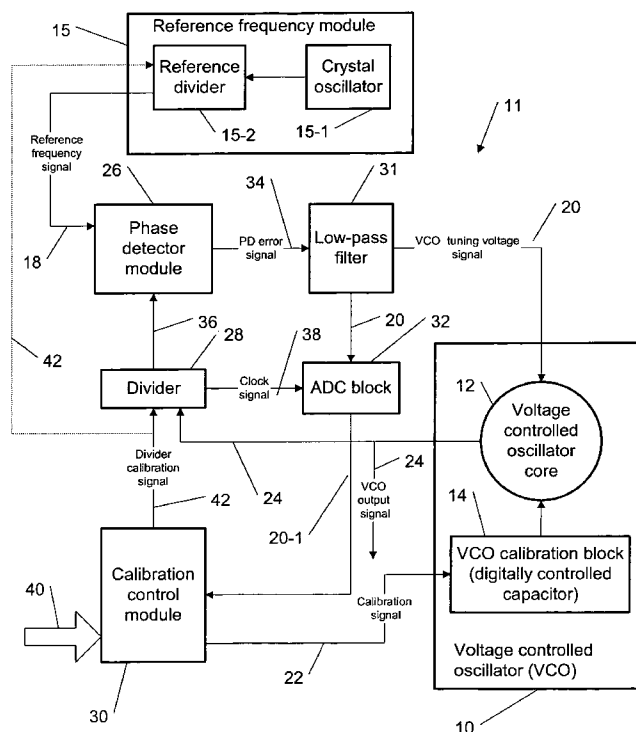 15
Reference frequency module
Reference
divider
Crystal
oscillator
15-2
15-1
11
Reference
frequency
signal
26
34
31
20
18
Phase
detector
module
PD error
signal
Low-pass
filter
VCO tuning voltage
signal
36
28
38
20
32
42
Divider
Clock
signal
ADC block
12
Voltage
controlled
oscillator
core
Divider
calibration
signal
24
24
VCO
output
signal
42
20-1
14
VCO calibration block
(digitally controlled
capacitor)
40
Calibration
control
module
Calibration
signal
22
30
Voltage controlled
oscillator (VCO)
10